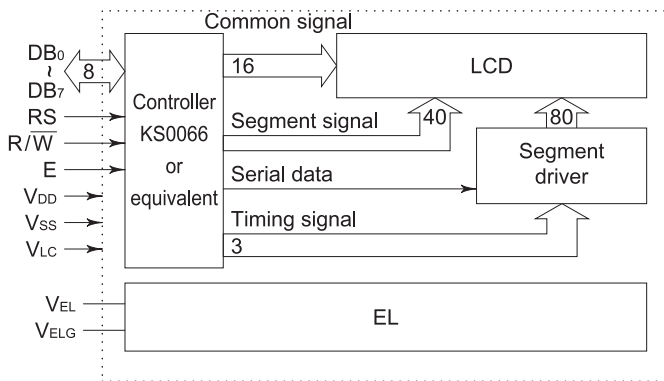 Common signal
DB0
~
DB7
8
16
LCD
Controller
KS0066
or
equivalent
RS
R/W̅
E
Segment signal
40
80
Segment
driver
Serial data
VDD
VSS
VLC
Timing signal
3
VEL
VELG
EL